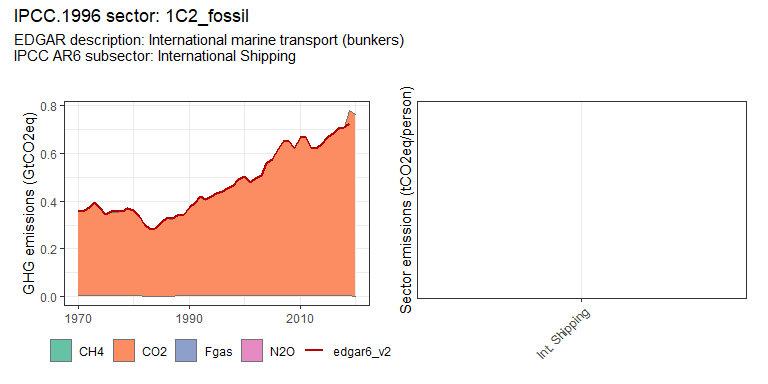 IPCC.1996 sector: 1C2_fossil
EDGAR description: International marine transport (bunkers)
IPCC AR6 subsector: International Shipping
GHG emissions (GtCO2eq)
0.8
0.6
0.4
0.2
0.0
1970
1990
2010
CH4
CO2
Fgas
N2O
edgar6_v2
Sector emissions (tCO2eq/person)
Int. Shipping